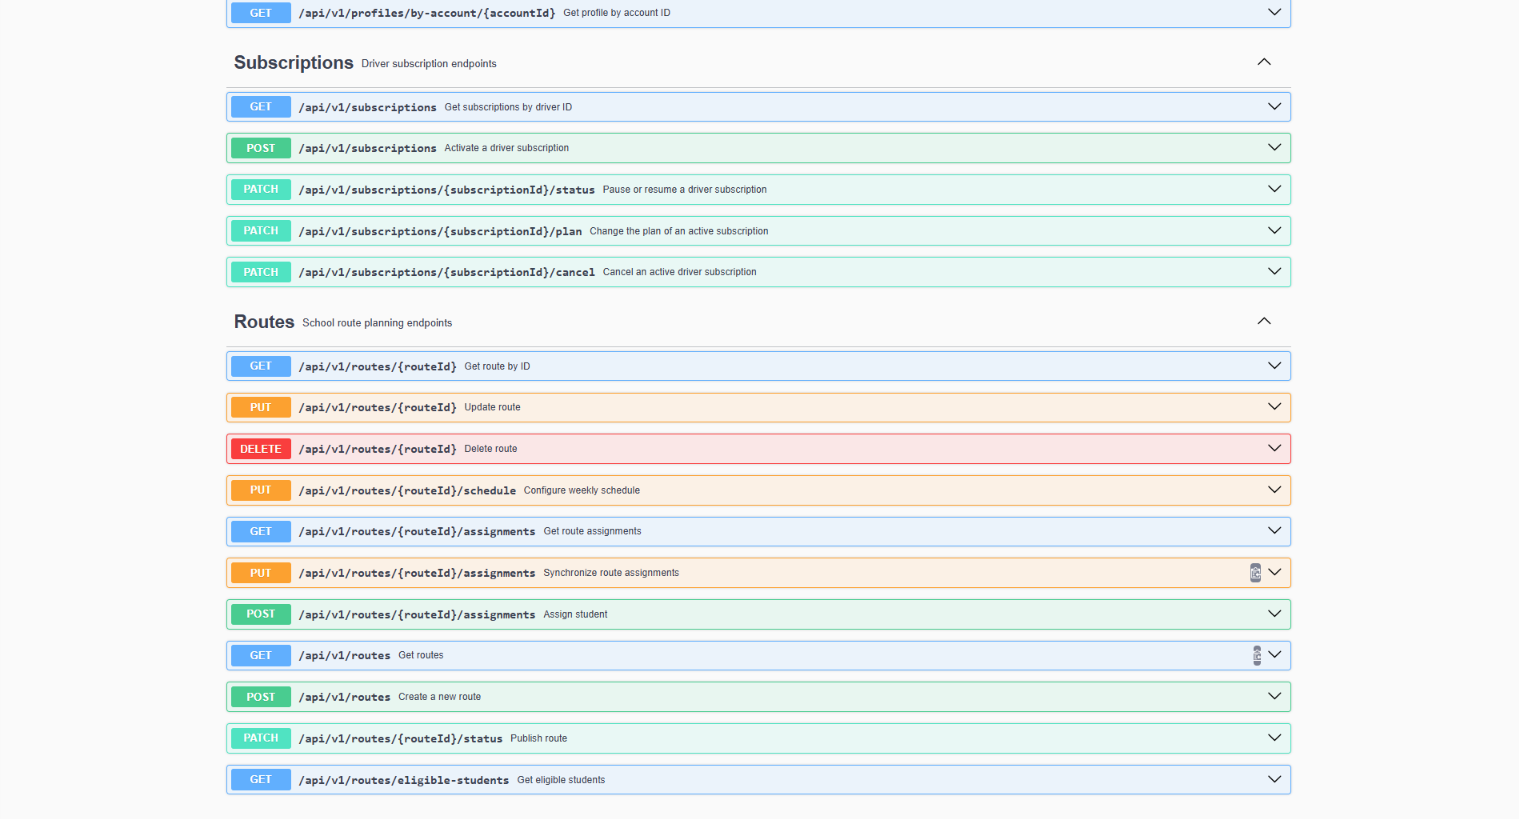 GET /api/v1/profiles/by-account/{accountId} Get profile by account ID
Subscriptions Driver subscription endpoints
GET /api/v1/subscriptions Get subscriptions by driver ID
POST /api/v1/subscriptions Activate a driver subscription
PATCH /api/v1/subscriptions/{subscriptionId}/status Pause or resume a driver subscription
PATCH /api/v1/subscriptions/{subscriptionId}/plan Change the plan of an active subscription
PATCH /api/v1/subscriptions/{subscriptionId}/cancel Cancel an active driver subscription
Routes School route planning endpoints
GET /api/v1/routes/{routeId} Get route by ID
PUT /api/v1/routes/{routeId} Update route
DELETE /api/v1/routes/{routeId} Delete route
PUT /api/v1/routes/{routeId}/schedule Configure weekly schedule
GET /api/v1/routes/{routeId}/assignments Get route assignments
PUT /api/v1/routes/{routeId}/assignments Synchronize route assignments
POST /api/v1/routes/{routeId}/assignments Assign student
GET /api/v1/routes Get routes
POST /api/v1/routes Create a new route
PATCH /api/v1/routes/{routeId}/status Publish route
GET /api/v1/routes/eligible-students Get eligible students